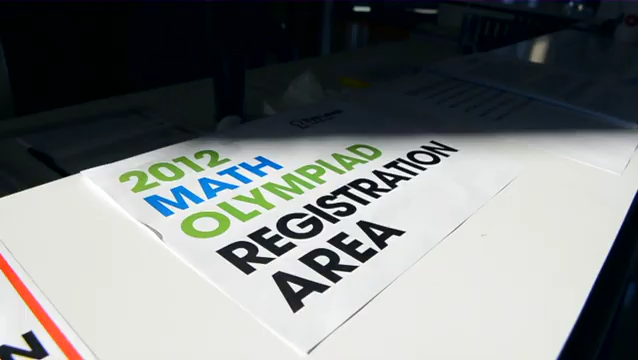 2012
MATH
OLYMPIAD
REGISTRATION
AREA
N